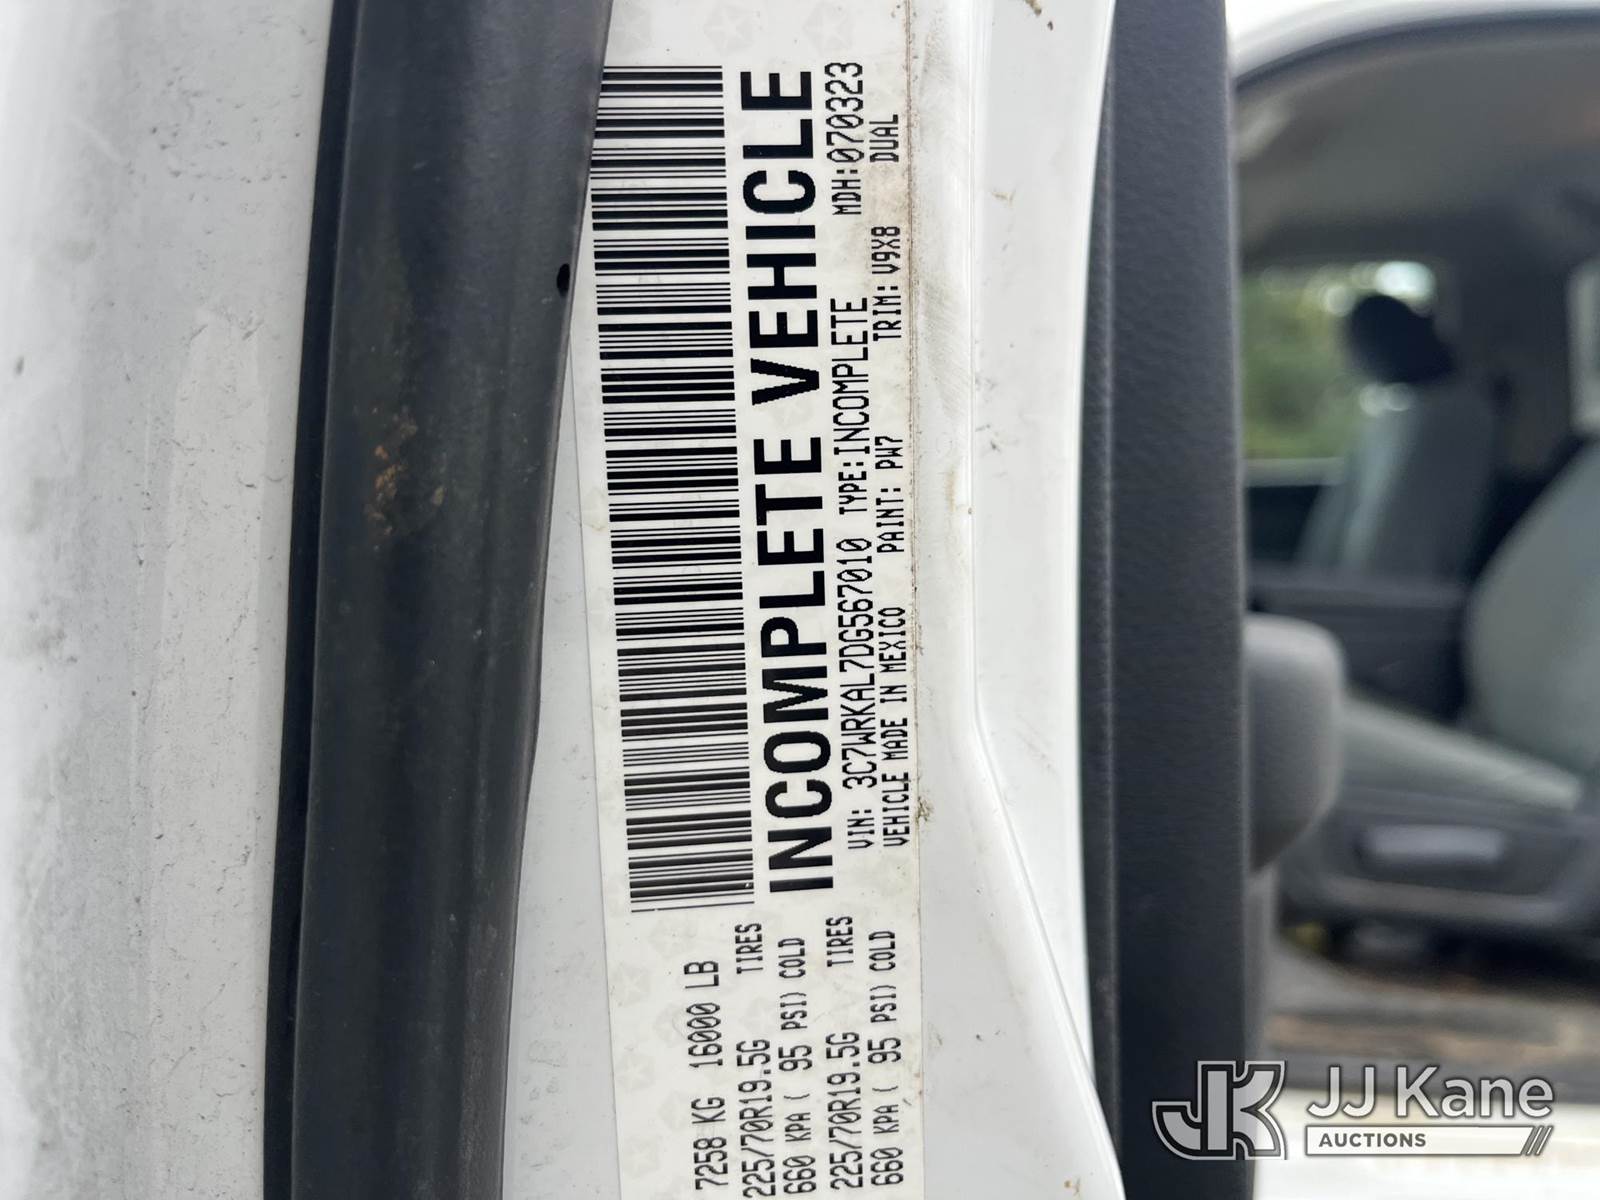 7258 KG 16000 LB
225/70R19.5G TIRES
660 KPA ( 95 PSI) COLD
225/70R19.5G TIRES
660 KPA ( 95 PSI) COLD
INCOMPLETE VEHICLE
VIN: 3C7WRKAL7DG567010 TYPE:INCOMPLETE MDH:070323
VEHICLE MADE IN MEXICO PAINT: PW7 TRIM: V9X8 DUAL
JK JJ Kane
AUCTIONS